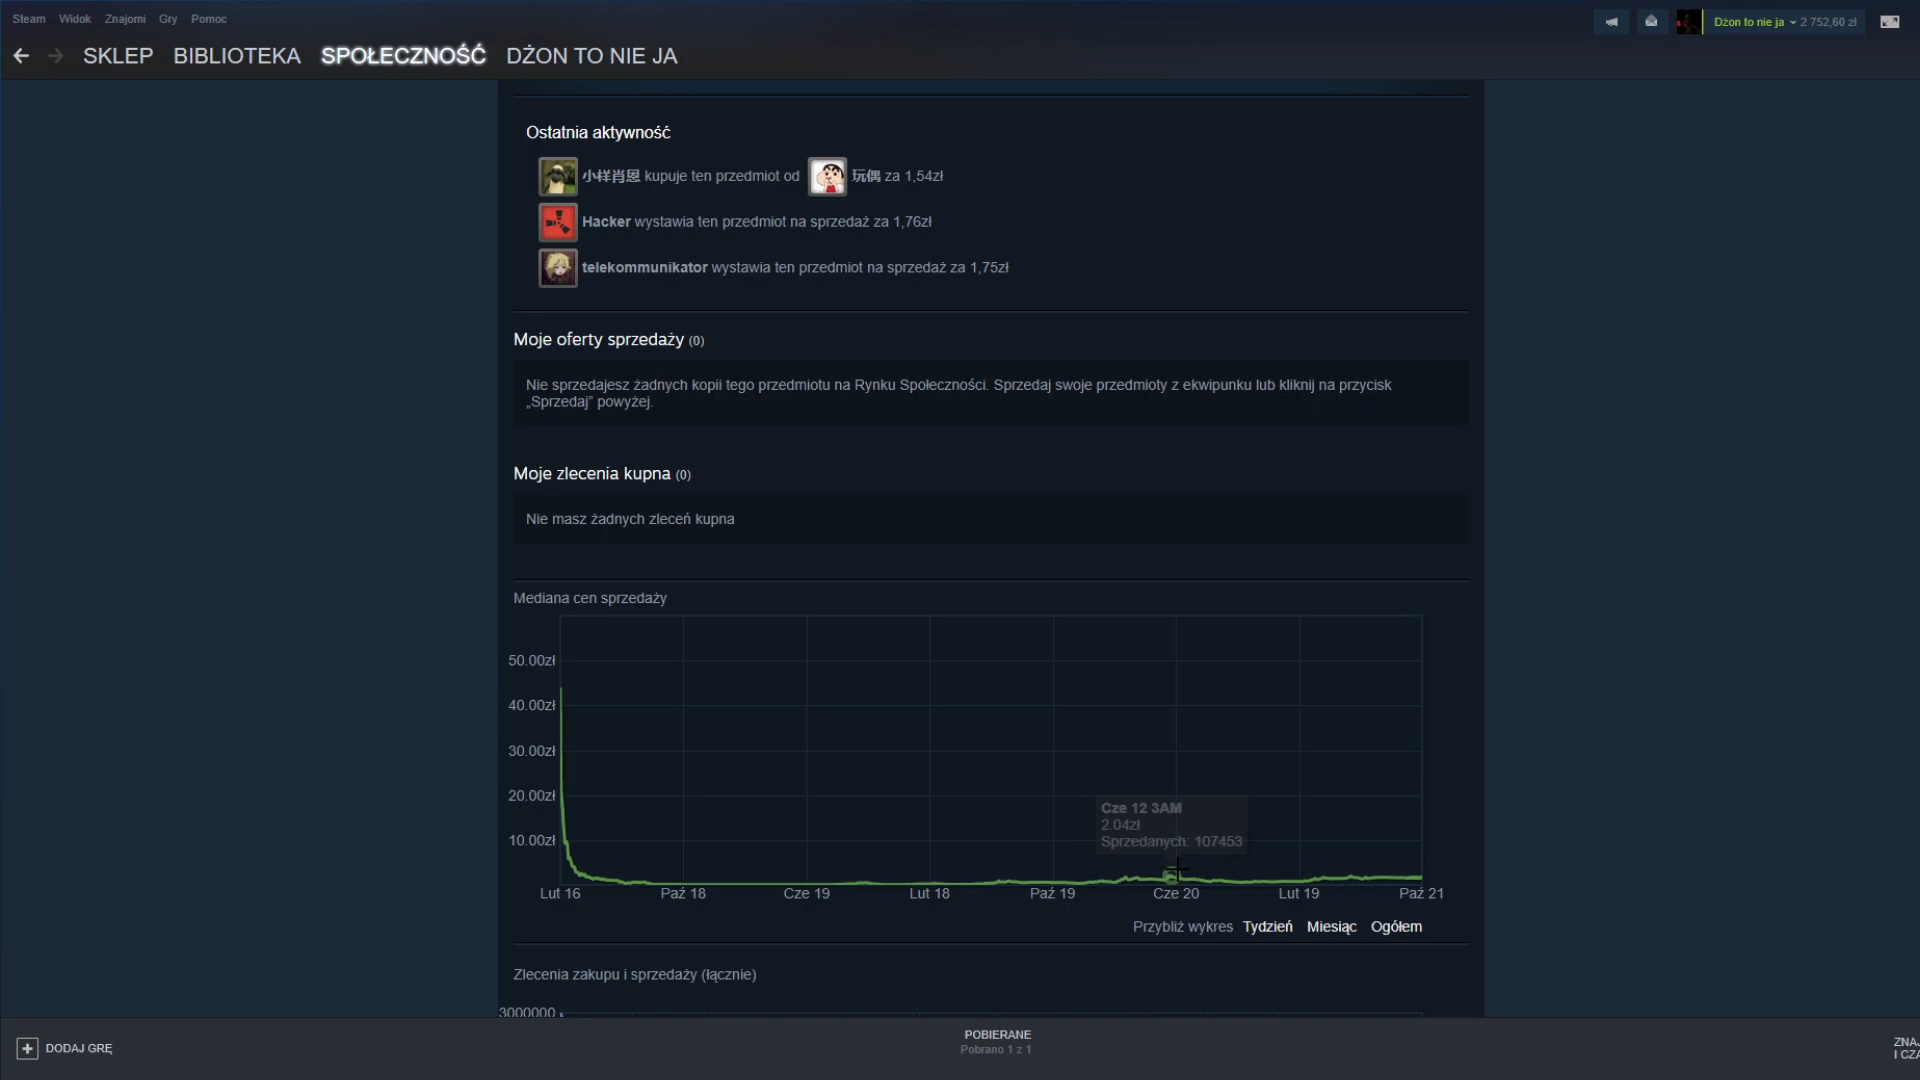 Steam Widok Znajomi Gry Pomoc
Dżon to nie ja 2 752,60 zł
SKLEP BIBLIOTEKA SPOŁECZNOŚĆ DŻON TO NIE JA
Ostatnia aktywność
小样肖恩 kupuje ten przedmiot od 玩偶 za 1,54zł
Hacker wystawia ten przedmiot na sprzedaż za 1,76zł
telekommunikator wystawia ten przedmiot na sprzedaż za 1,75zł
Moje oferty sprzedaży (0)
Nie sprzedajesz żadnych kopii tego przedmiotu na Rynku Społeczności. Sprzedaj swoje przedmioty z ekwipunku lub kliknij na przycisk
„Sprzedaj” powyżej.
Moje zlecenia kupna (0)
Nie masz żadnych zleceń kupna
Mediana cen sprzedaży
50.00zł
40.00zł
30.00zł
20.00zł
10.00zł
Cze 12 3AM
2.04zł
Sprzedanych: 107453
Lut 16 Paź 18 Cze 19 Lut 18 Paź 19 Cze 20 Lut 19 Paź 21
Przybliż wykres Tydzień Miesiąc Ogółem
Zlecenia zakupu i sprzedaży (łącznie)
3000000
DODAJ GRĘ
POBIERANE
Pobrano 1 z 1
ZNAJ
I CZA